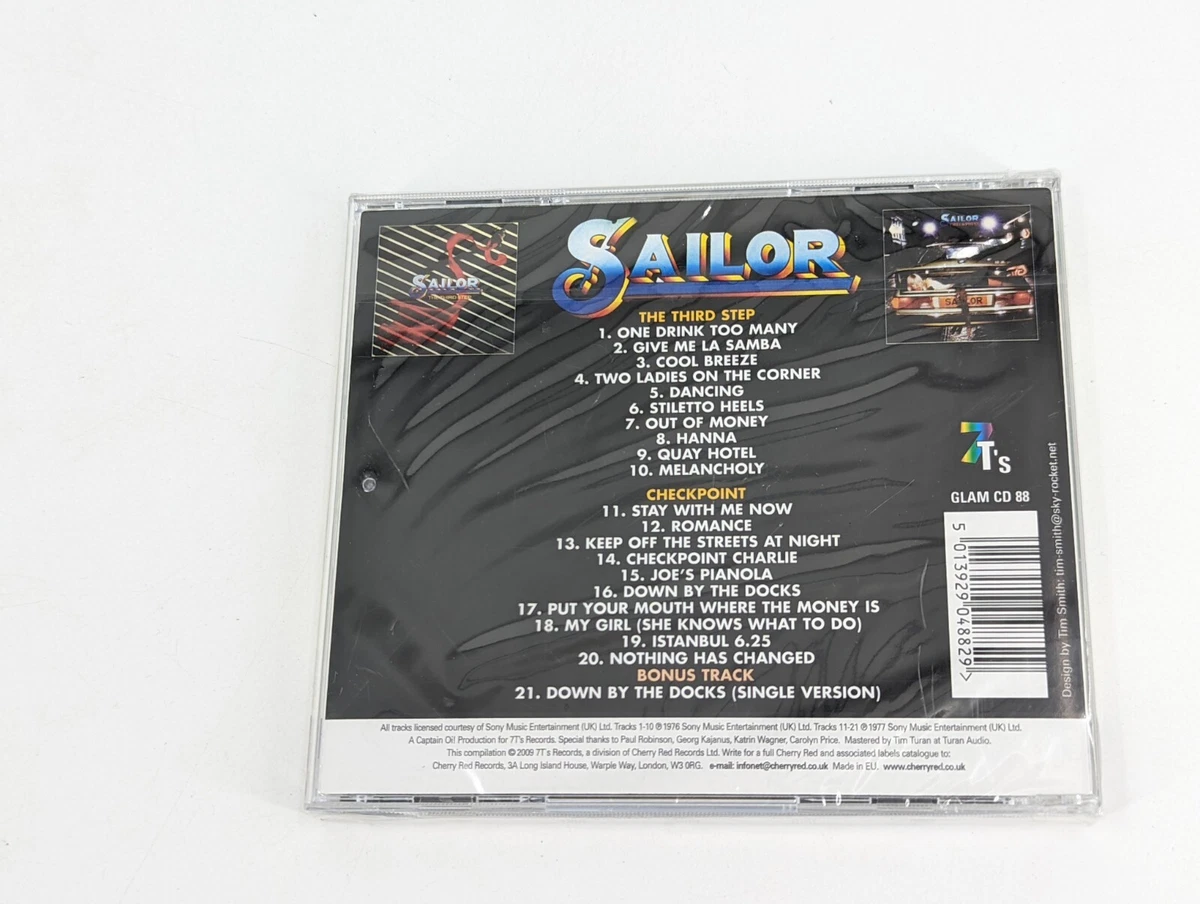 SAILOR
THE THIRD STEP
SAILOR
SAILOR
SAILOR
THE THIRD STEP
1. ONE DRINK TOO MANY
2. GIVE ME LA SAMBA
3. COOL BREEZE
4. TWO LADIES ON THE CORNER
5. DANCING
6. STILETTO HEELS
7. OUT OF MONEY
8. HANNA
9. QUAY HOTEL
10. MELANCHOLY
CHECKPOINT
11. STAY WITH ME NOW
12. ROMANCE
13. KEEP OFF THE STREETS AT NIGHT
14. CHECKPOINT CHARLIE
15. JOE'S PIANOLA
16. DOWN BY THE DOCKS
17. PUT YOUR MOUTH WHERE THE MONEY IS
18. MY GIRL (SHE KNOWS WHAT TO DO)
19. ISTANBUL 6.25
20. NOTHING HAS CHANGED
BONUS TRACK
21. DOWN BY THE DOCKS (SINGLE VERSION)
7T's
GLAM CD 88
5 013929 048829 >
Design by Tim Smith: tim-smith@sky-rocket.net
All tracks licensed courtesy of Sony Music Entertainment (UK) Ltd. Tracks 1-10 ℗ 1976 Sony Music Entertainment (UK) Ltd. Tracks 11-21 ℗ 1977 Sony Music Entertainment (UK) Ltd.
A Captain Oi! Production for 7T's Records. Special thanks to Paul Robinson, Georg Kajanus, Katrin Wagner, Carolyn Price. Mastered by Tim Turan at Turan Audio.
This compilation © 2009 7T's Records, a division of Cherry Red Records Ltd. Write for a full Cherry Red and associated labels catalogue to:
Cherry Red Records, 3A Long Island House, Warple Way, London, W3 0RG. e-mail: infonet@cherryred.co.uk Made in EU. www.cherryred.co.uk